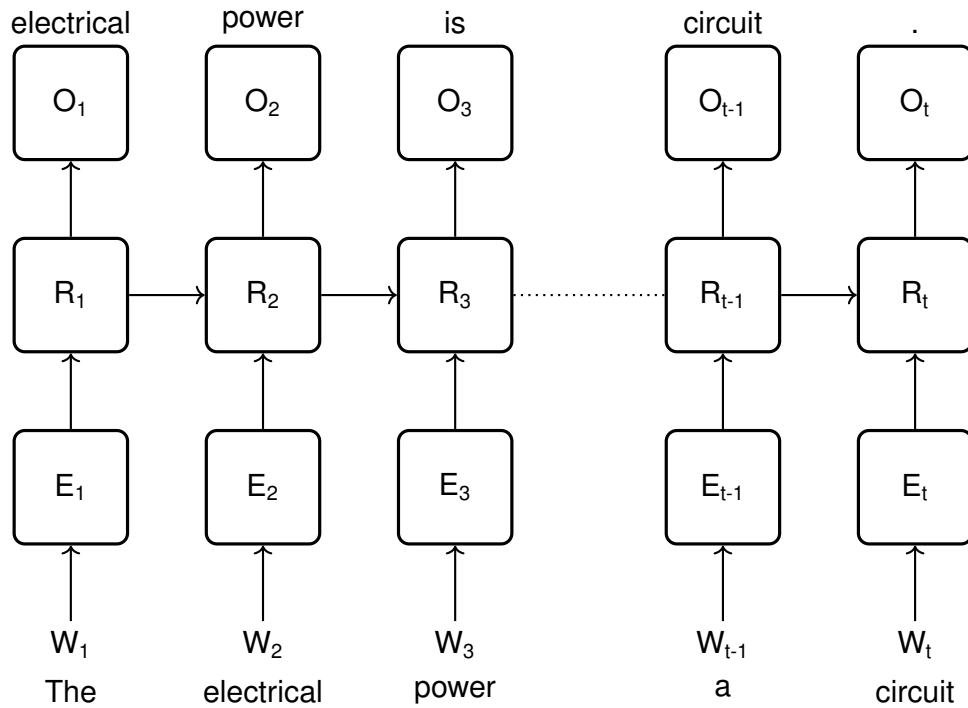 electrical power is circuit .
O₁ O₂ O₃ Oₜ₋₁ Oₜ
R₁ R₂ R₃ Rₜ₋₁ Rₜ
E₁ E₂ E₃ Eₜ₋₁ Eₜ
W₁ W₂ W₃ Wₜ₋₁ Wₜ
The electrical power a circuit